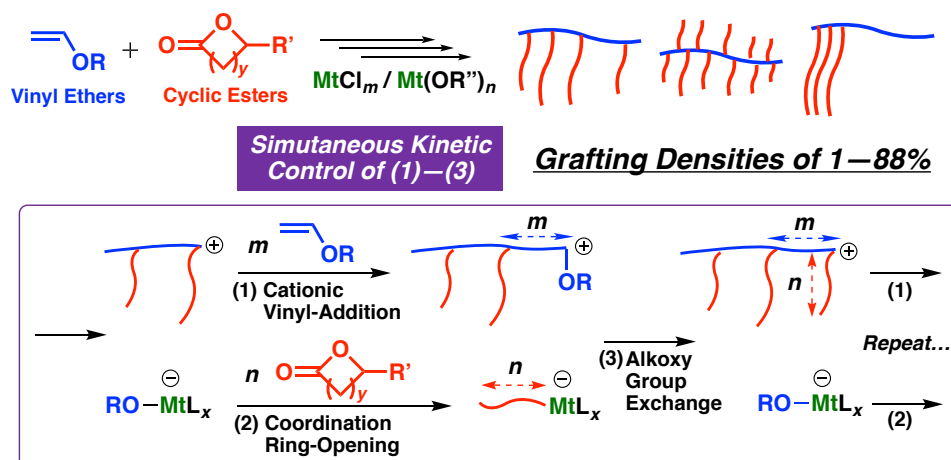 OR
Vinyl Ethers
+
O
O
R’
y
Cyclic Esters
MtClm / Mt(OR”)n
Simutaneous Kinetic
Control of (1)—(3)
Grafting Densities of 1—88%
⊕
m
OR
(1) Cationic
Vinyl-Addition
m
⊕
OR
m
⊕
n
(1)
Repeat...
⊖
RO—MtLx
n
O
O
R’
y
(2) Coordination
Ring-Opening
n
⊖
MtLx
(3) Alkoxy
Group
Exchange
⊖
RO—MtLx
(2)